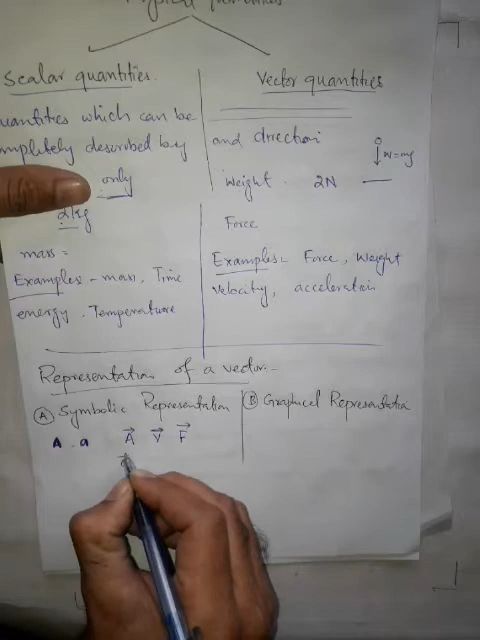 Physical
Scalar quantities.
uantities which can be
mpletely described by
only
2kg
mass =
Examples - mass, Time
energy. Temperature
Vector quantities
and direction
W=mg
Weight - 2N
Force
Examples - Force, Weight
Velocity, acceleration
Representation of a vector -
A Symbolic Representation
A - a A⃗ V⃗ F⃗
B Graphical Representation